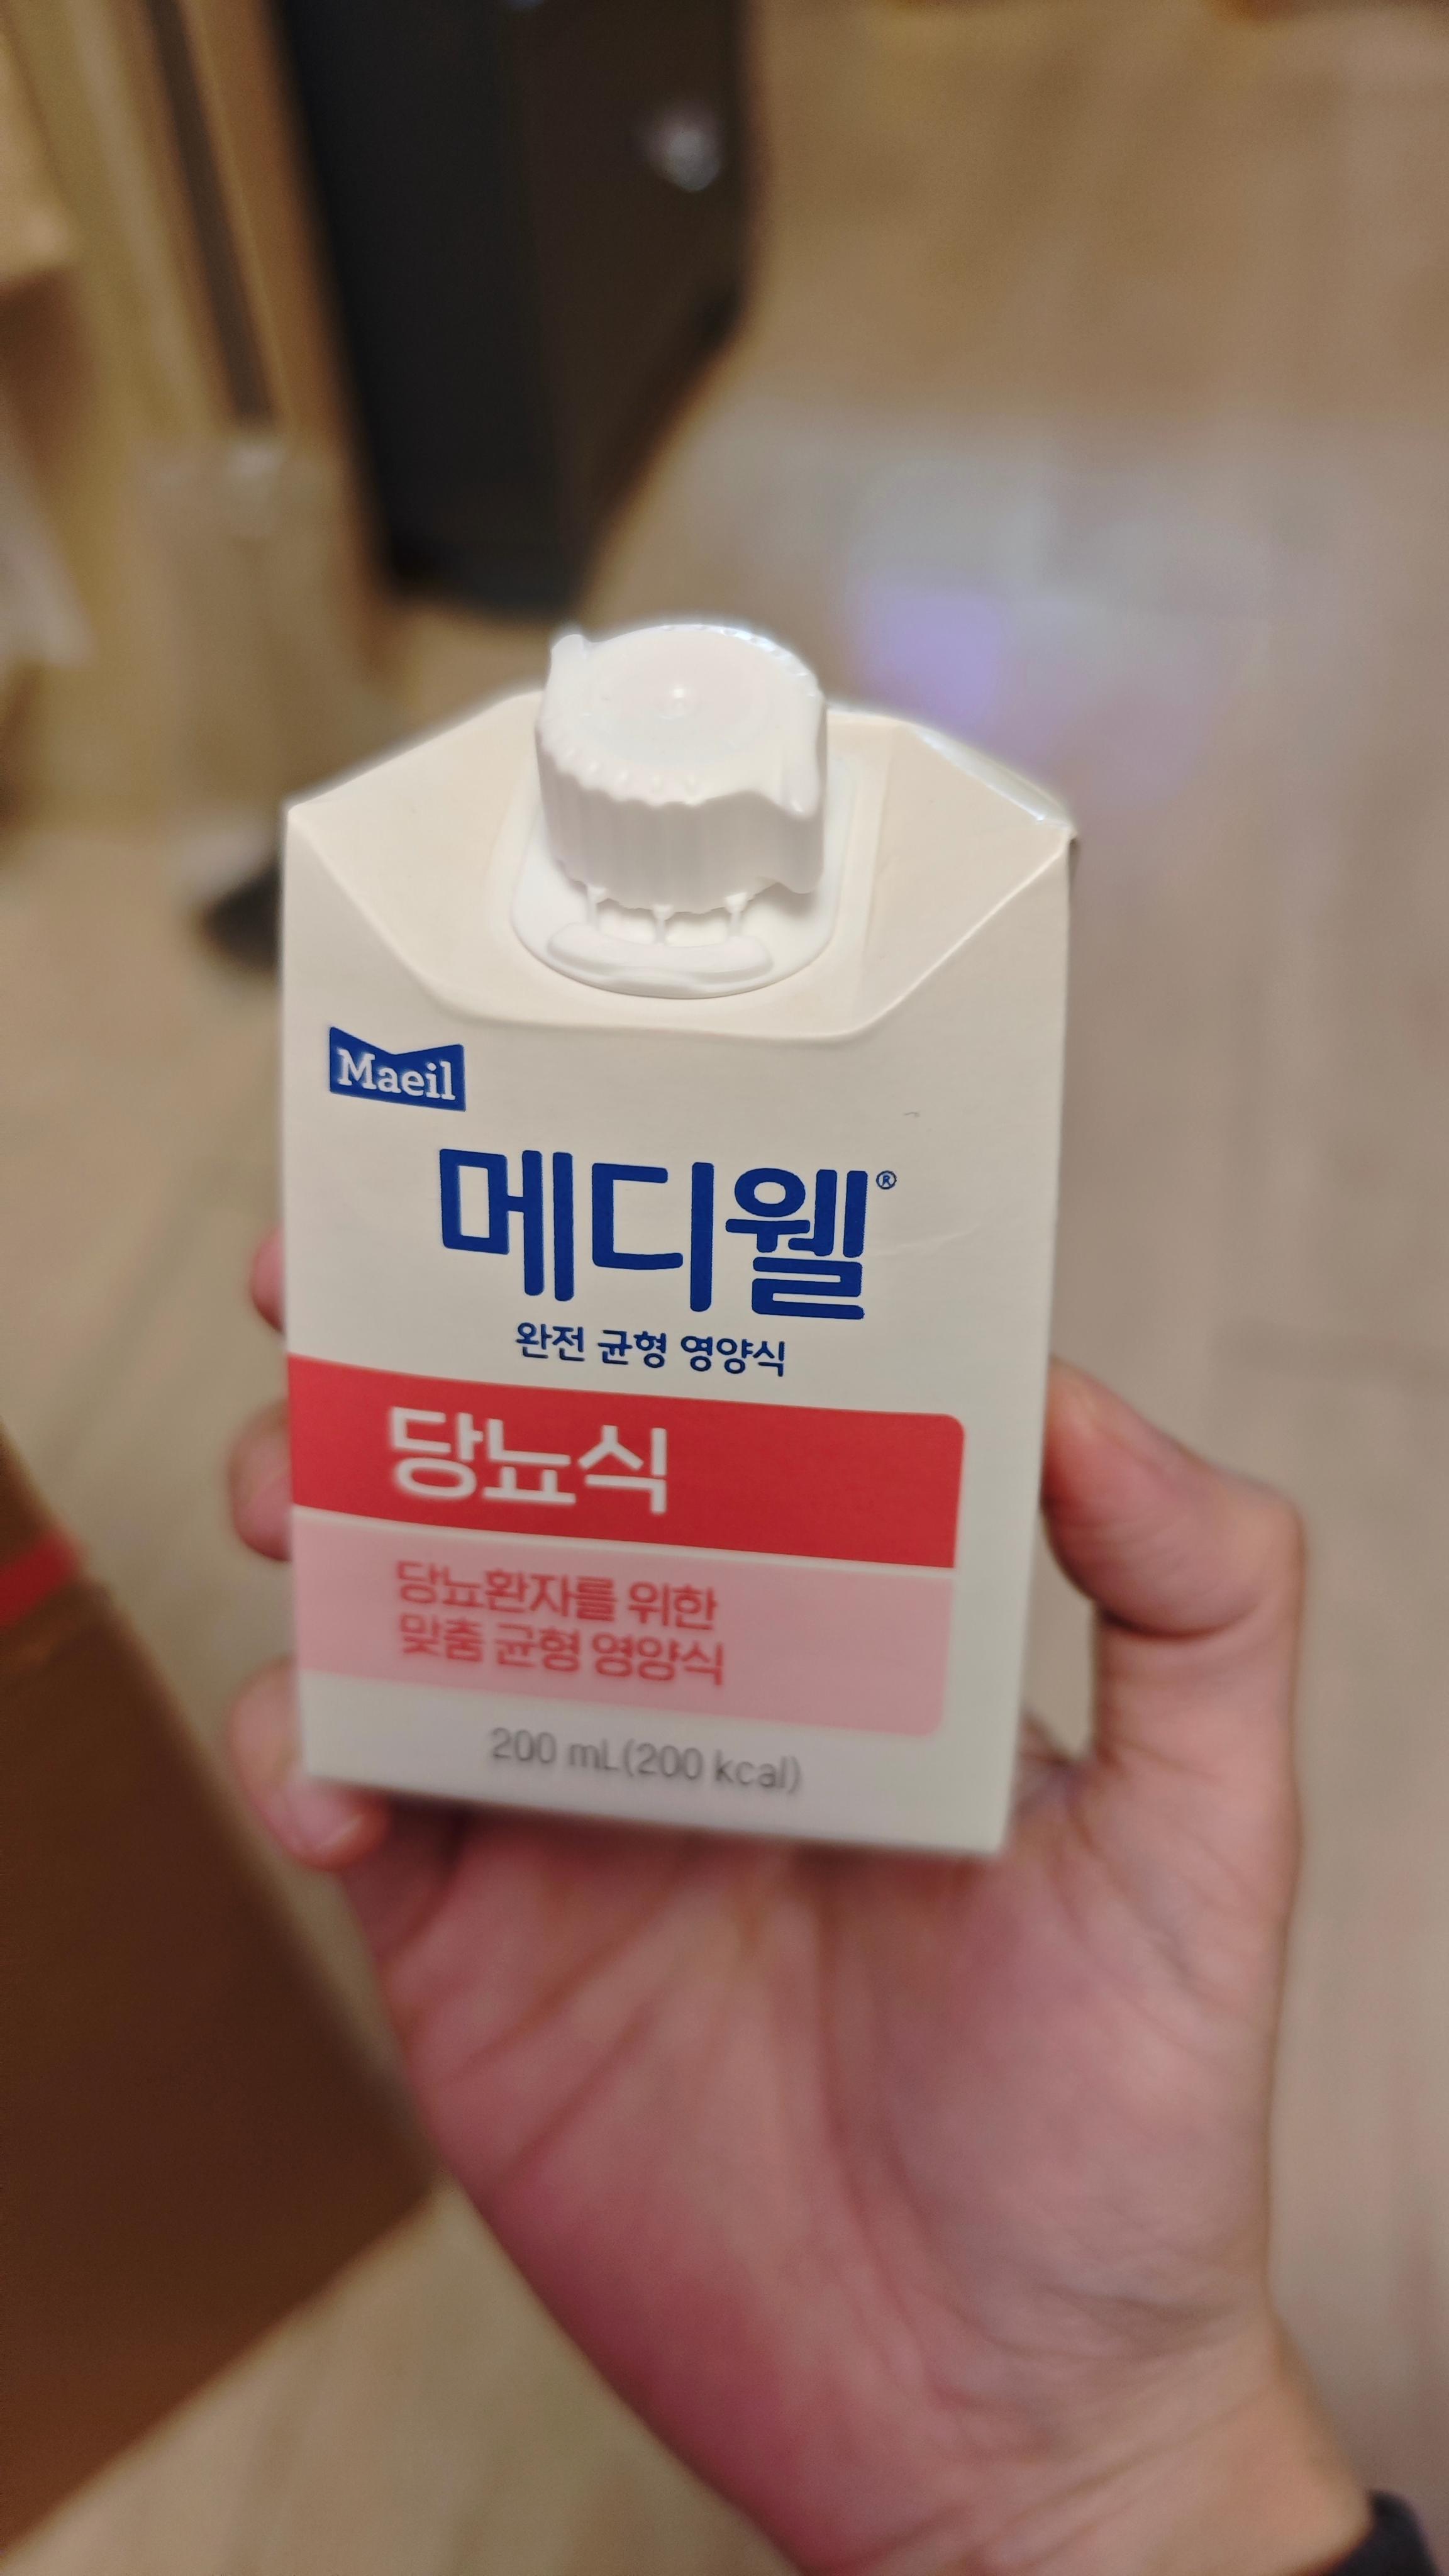 Maeil
메디웰®
완전 균형 영양식
당뇨식
당뇨환자를 위한
맞춤 균형 영양식
200 mL(200 kcal)